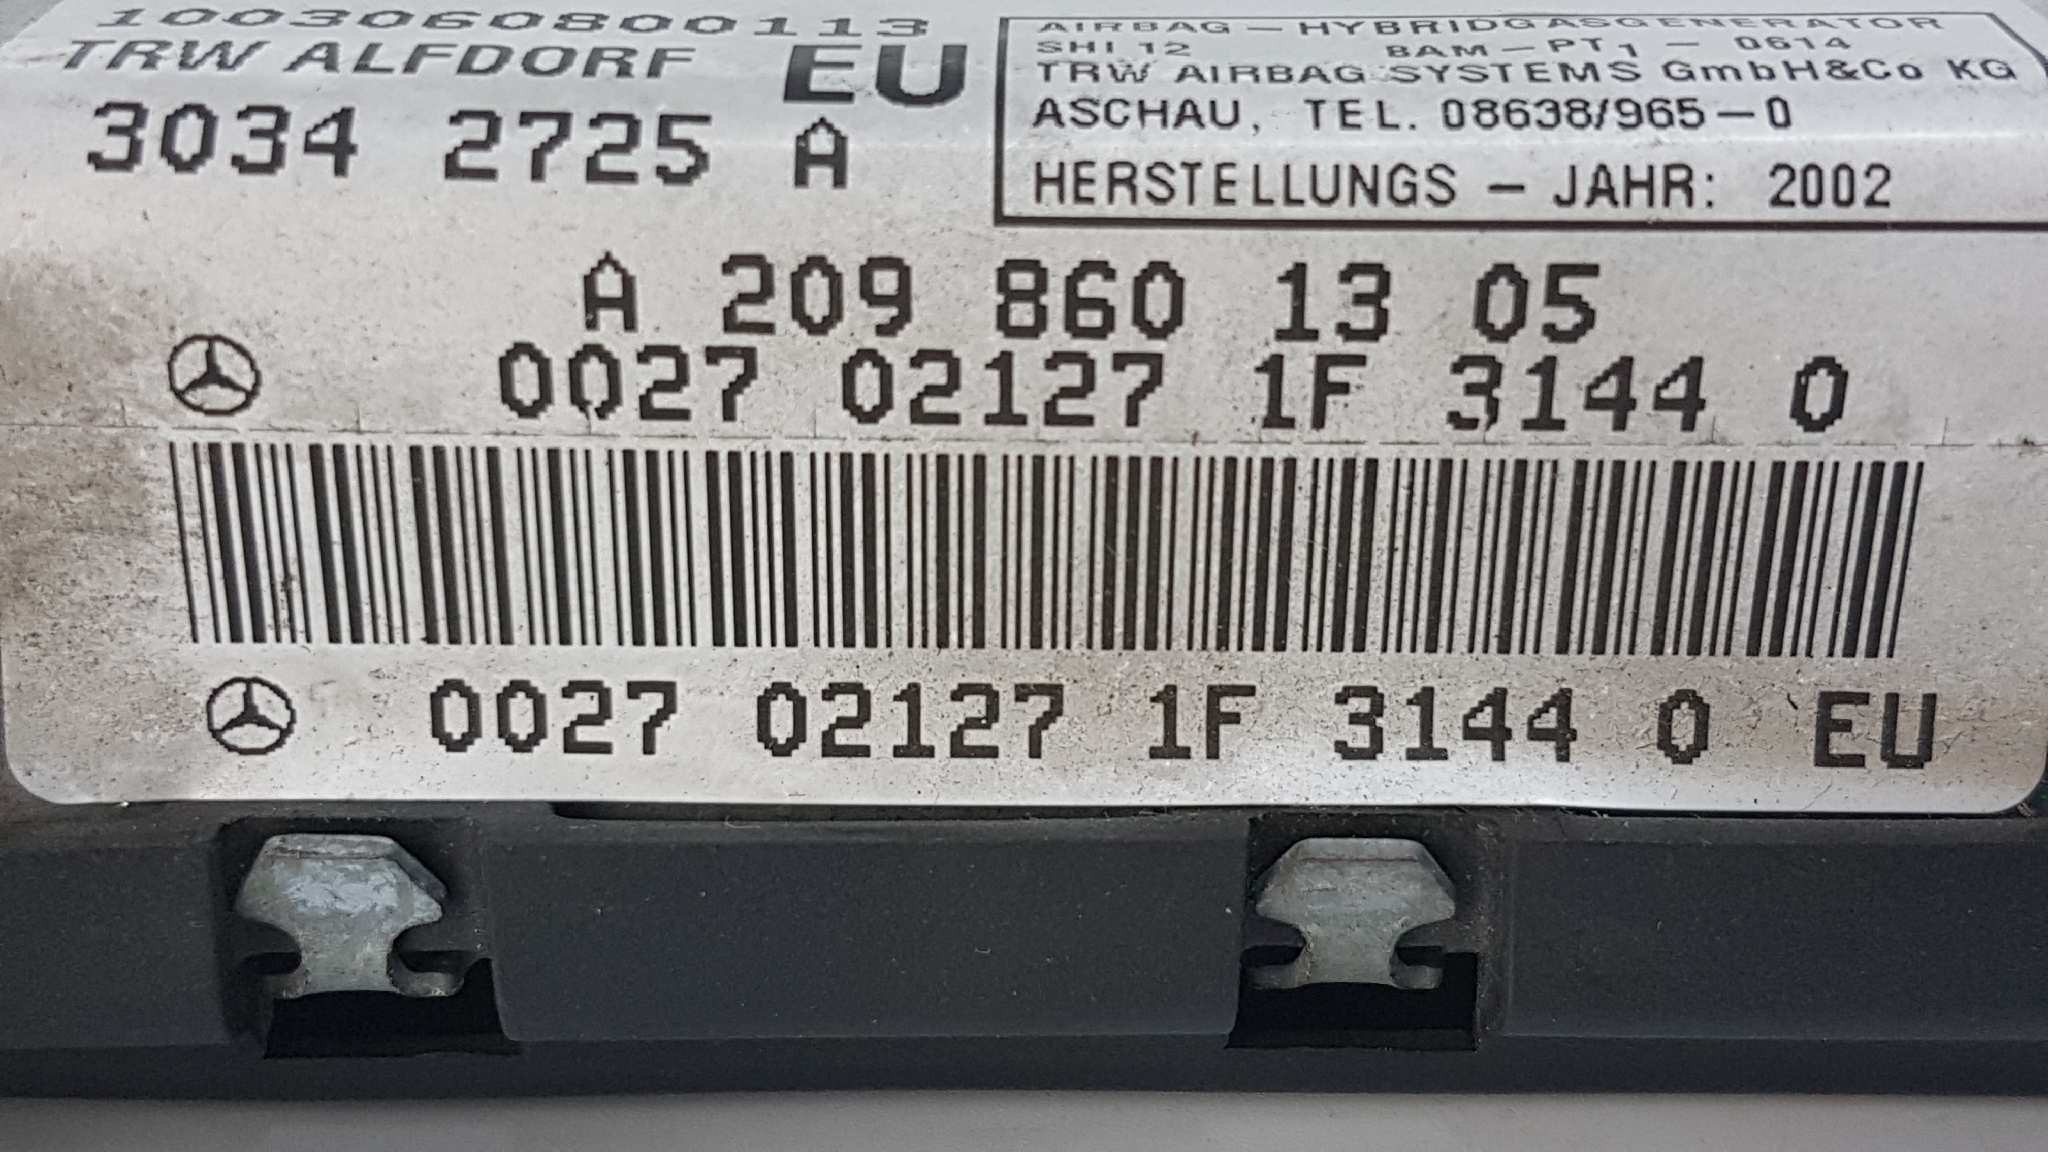 1003060800113
TRW ALFDORF EU
3034 2725 A
AIRBAG - HYBRIDGASGENERATOR
SHI 12 BAM - PT1 - 0614
TRW AIRBAG SYSTEMS GmbH&Co KG
ASCHAU, TEL. 08638/965-0
HERSTELLUNGS - JAHR: 2002
A 209 860 13 05
0027 02127 1F 3144 0
0027 02127 1F 3144 0 EU